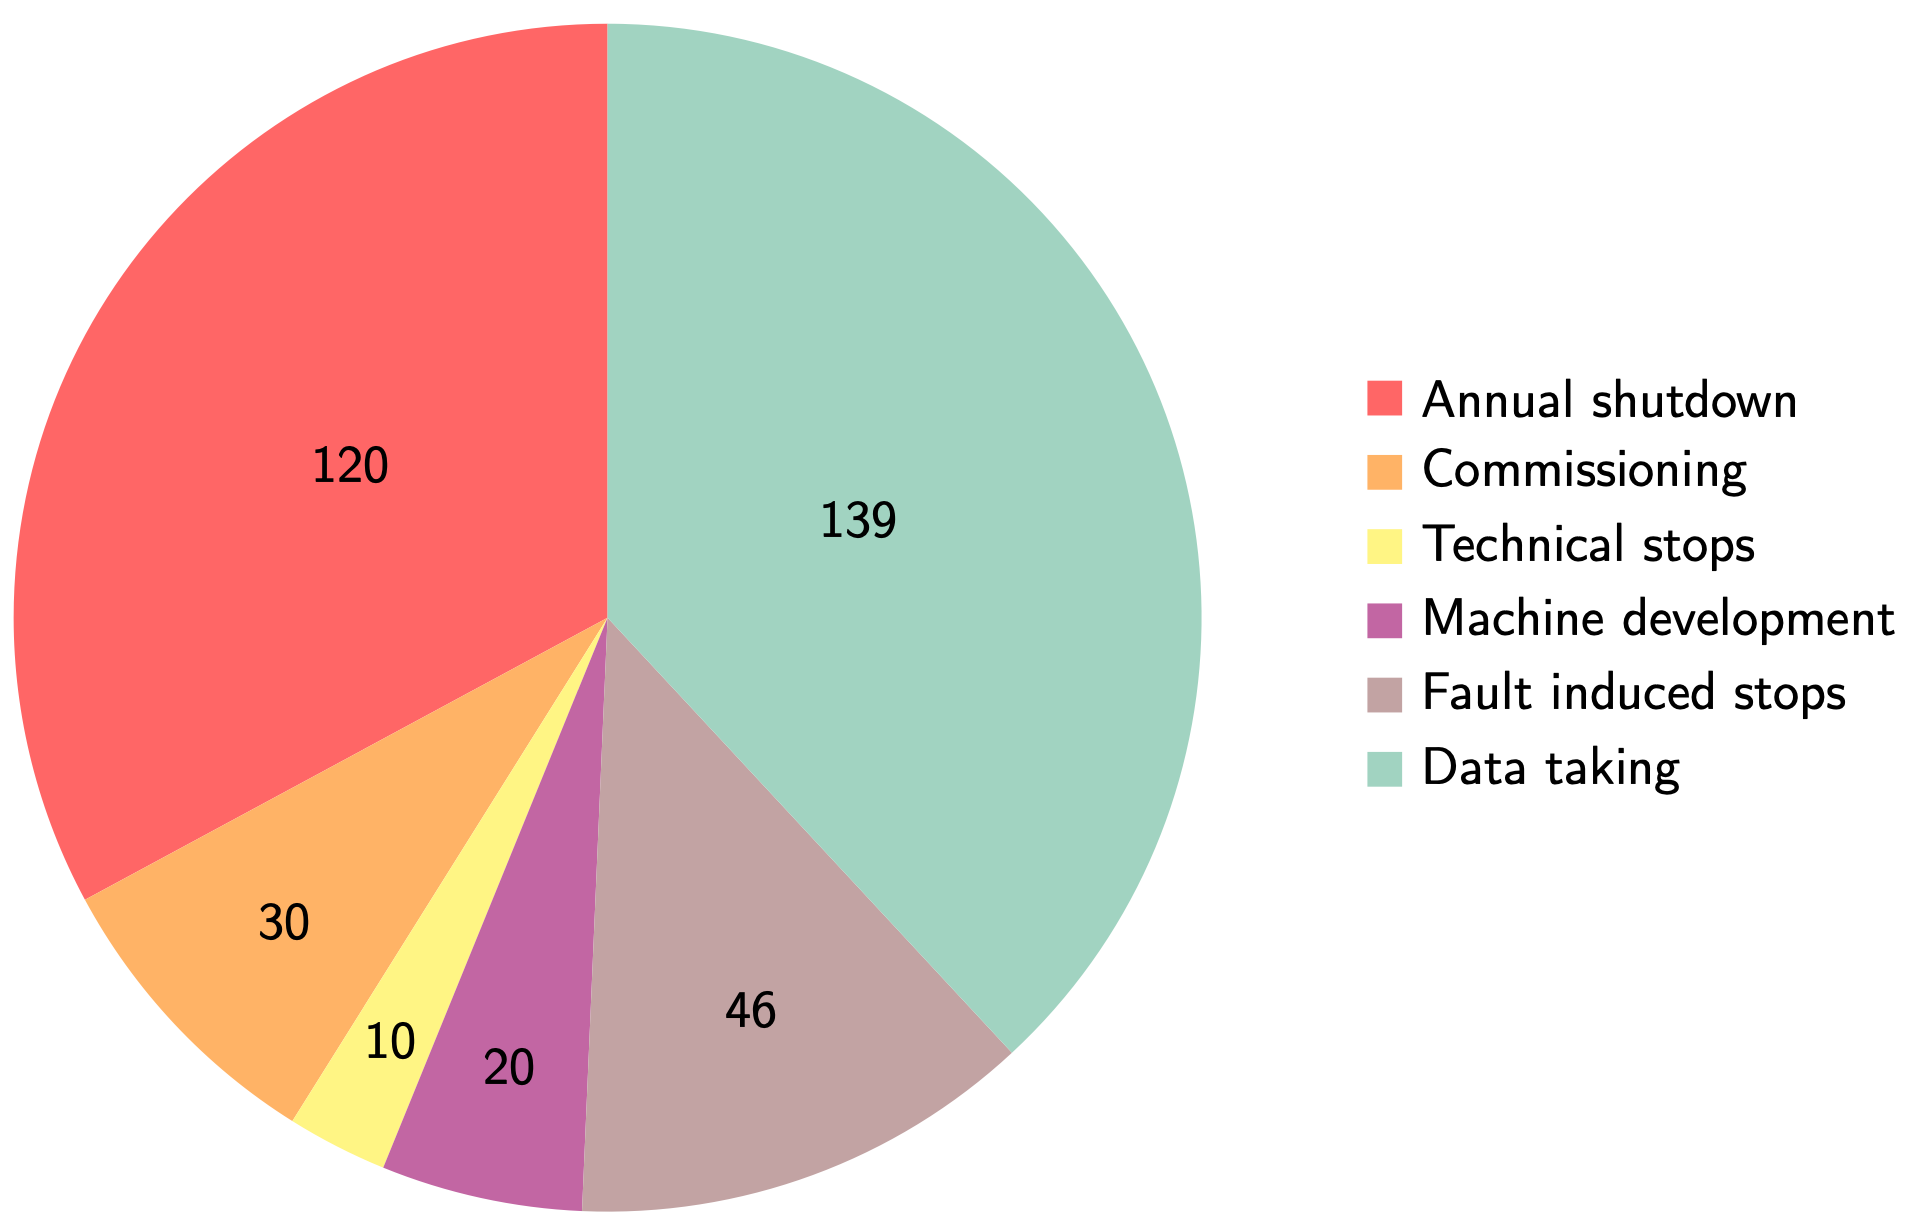 120
139
30
10
20
46
Annual shutdown
Commissioning
Technical stops
Machine development
Fault induced stops
Data taking